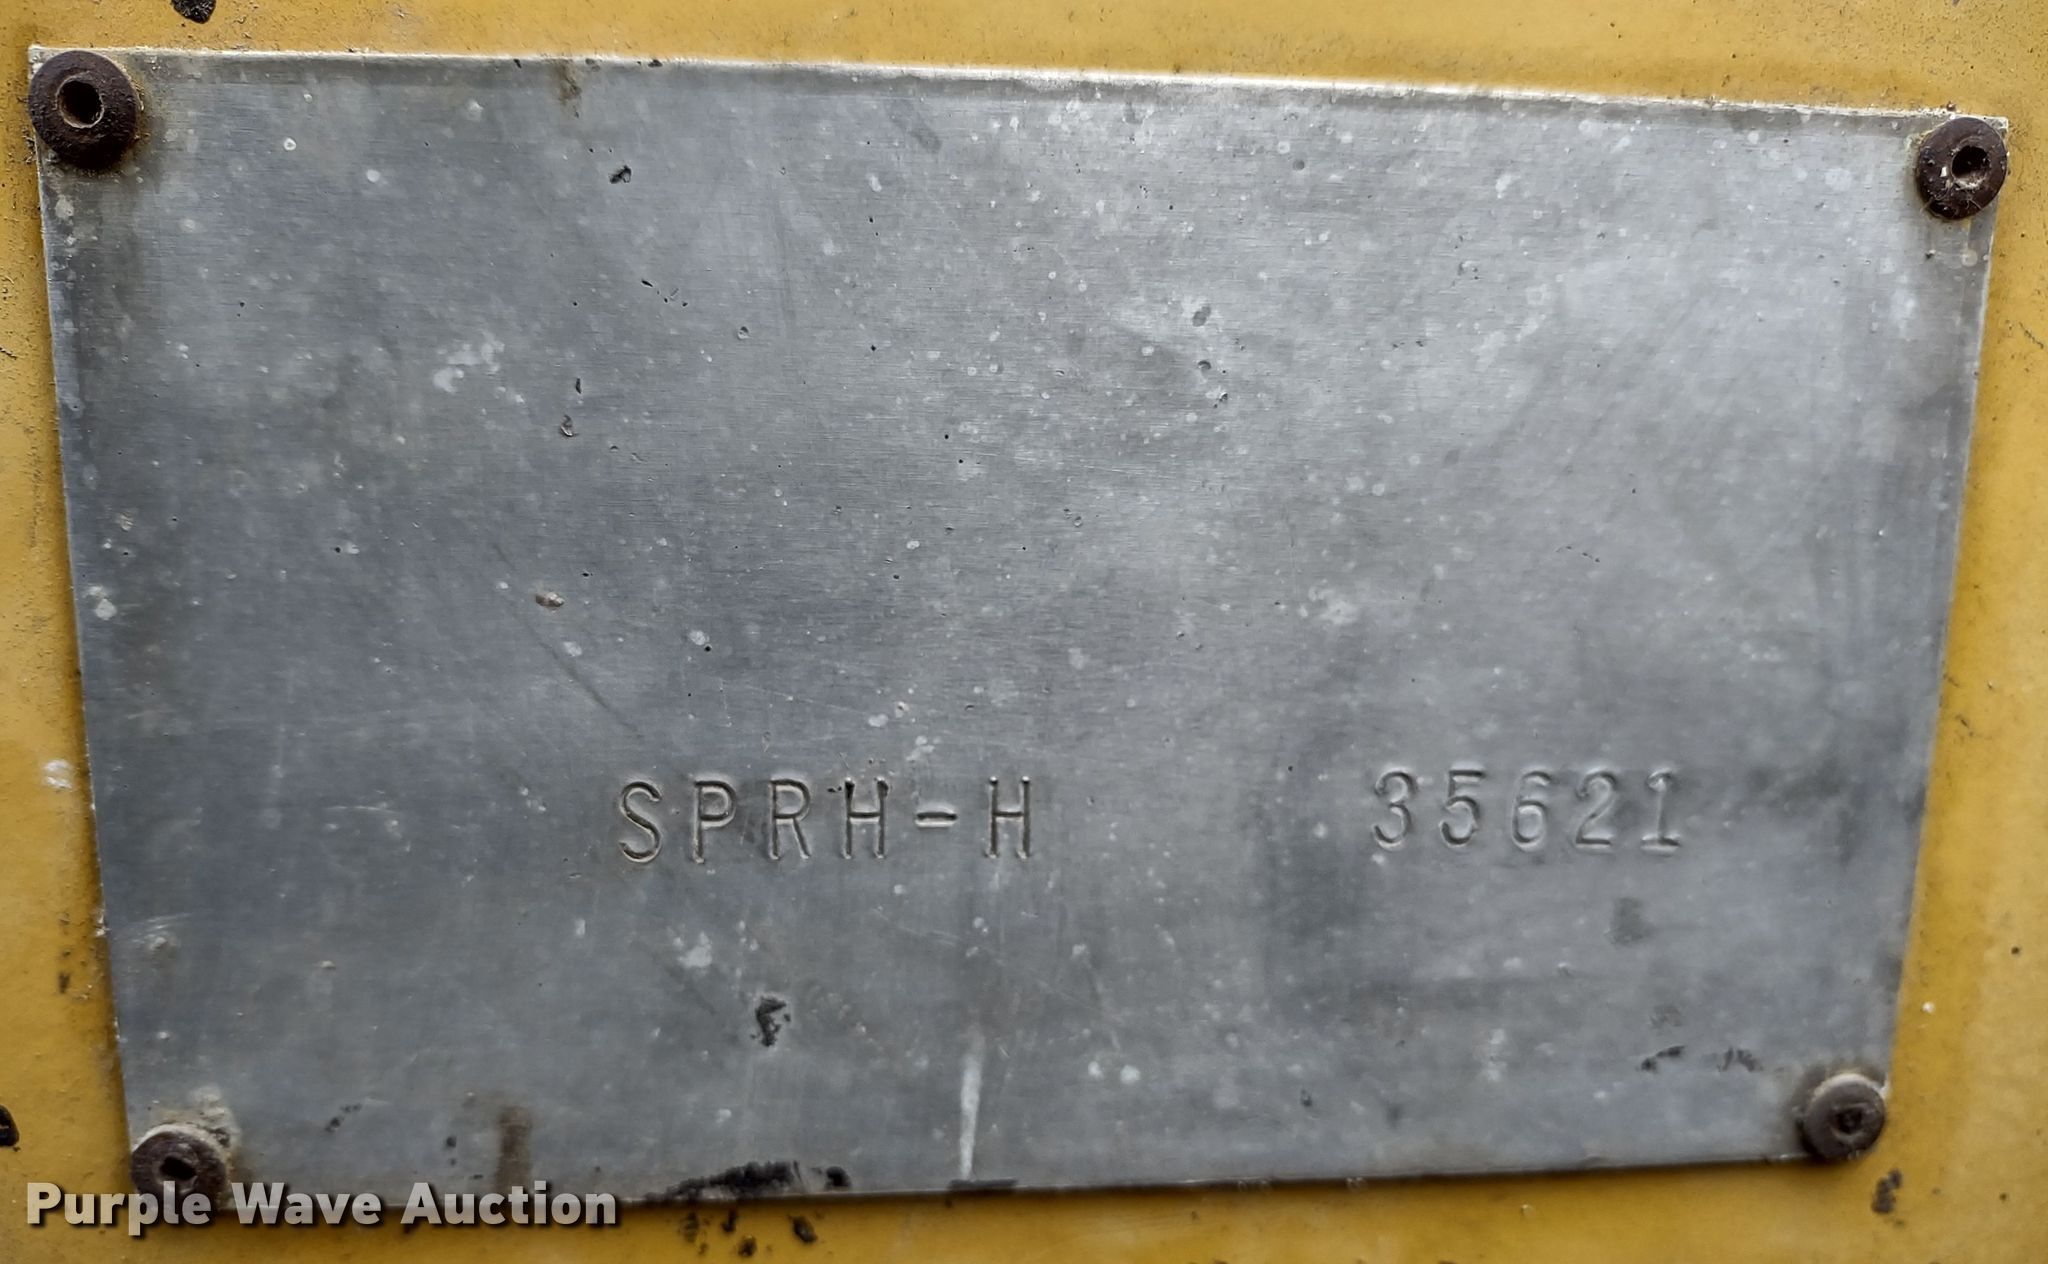 SPRH-H 35621
Purple Wave Auction